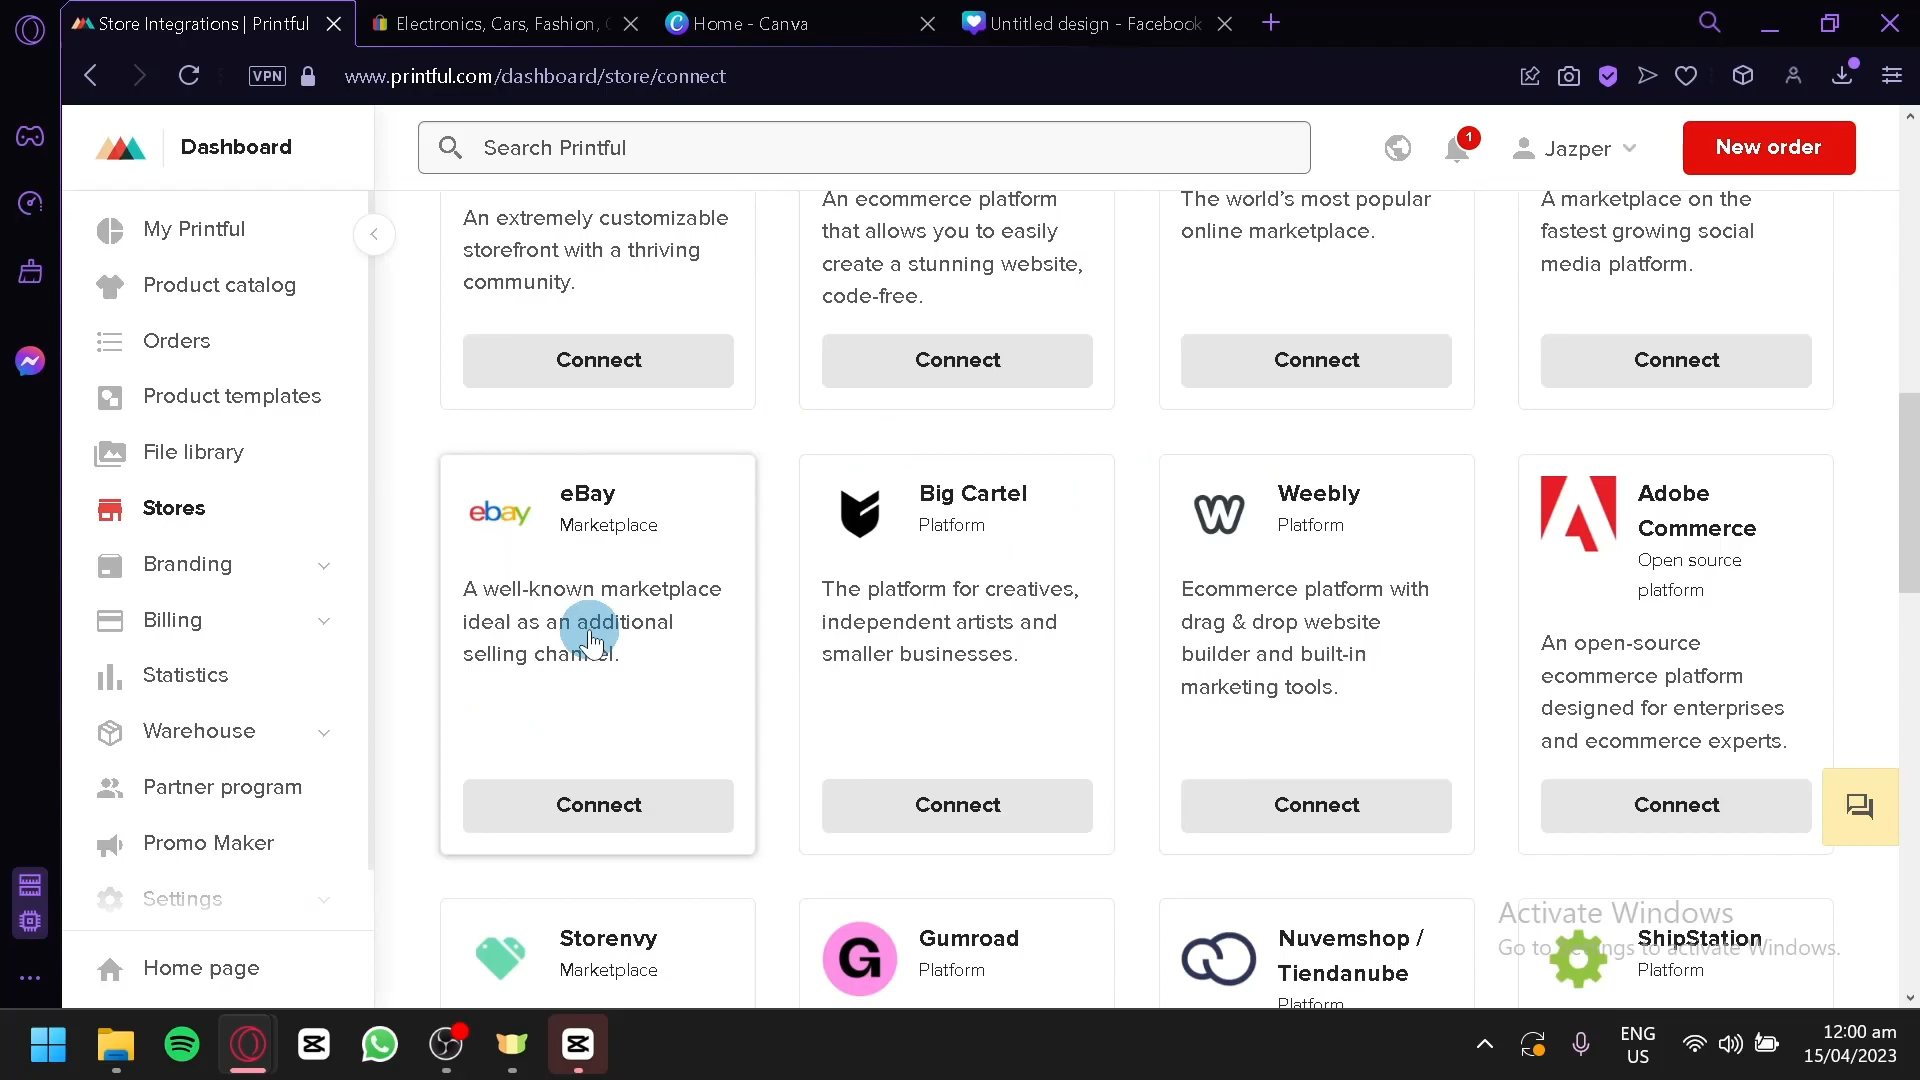 Store Integrations | Printful
Electronics, Cars, Fashion,
Home - Canva
Untitled design - Facebook
VPN
www.printful.com/dashboard/store/connect
Dashboard
Search Printful
1
Jazper
New order
My Printful
Product catalog
Orders
Product templates
File library
Stores
Branding
Billing
Statistics
Warehouse
Partner program
Promo Maker
Settings
Home page
An extremely customizable
storefront with a thriving
community.
Connect
An ecommerce platform
that allows you to easily
create a stunning website,
code-free.
Connect
The world's most popular
online marketplace.
Connect
A marketplace on the
fastest growing social
media platform.
Connect
ebay
eBay
Marketplace
A well-known marketplace
ideal as an additional
selling channel.
Connect
Big Cartel
Platform
The platform for creatives,
independent artists and
smaller businesses.
Connect
Weebly
Platform
Ecommerce platform with
drag & drop website
builder and built-in
marketing tools.
Connect
Adobe
Commerce
Open source
platform
An open-source
ecommerce platform
designed for enterprises
and ecommerce experts.
Connect
Storenvy
Marketplace
G
Gumroad
Platform
Nuvemshop /
Tiendanube
Platform
ShipStation
Platform
Activate Windows
Go to Settings to activate Windows.
ENG
US
12:00 am
15/04/2023